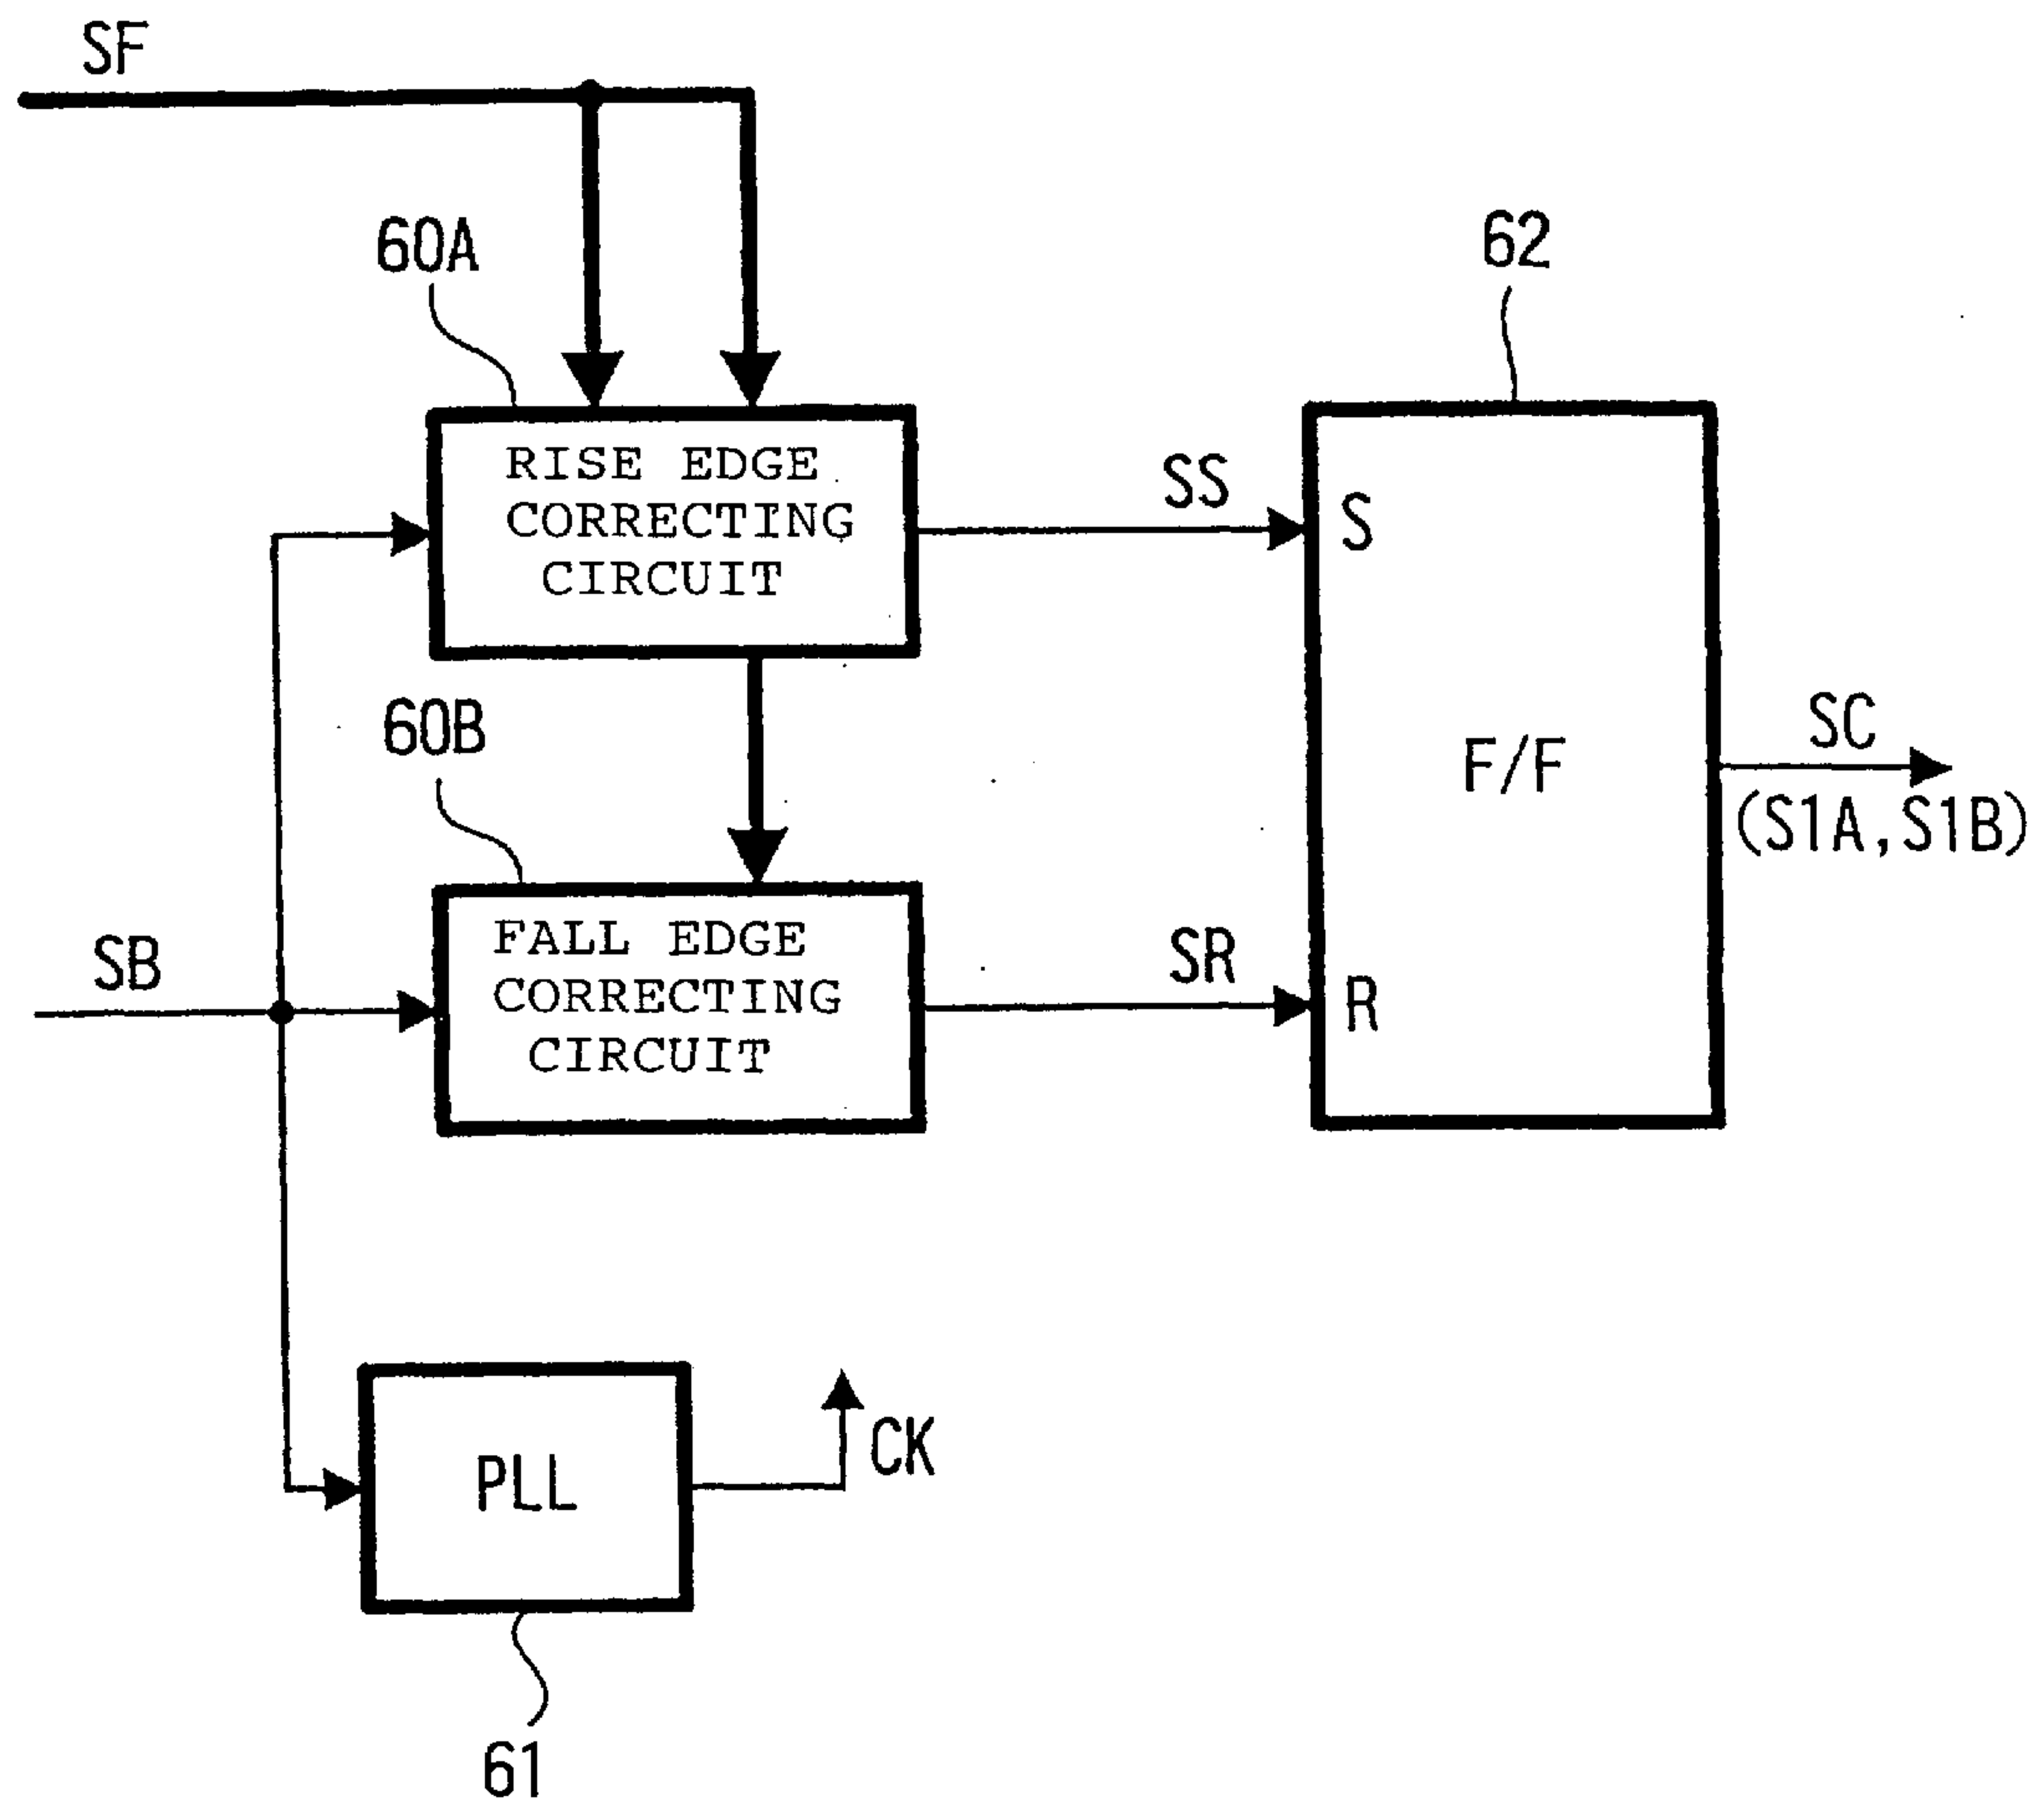 SF
60A
62
RISE EDGE
CORRECTING
CIRCUIT
SS
S
60B
F/F
SC
(S1A,S1B)
SB
FALL EDGE
CORRECTING
CIRCUIT
SR
R
PLL
CK
61